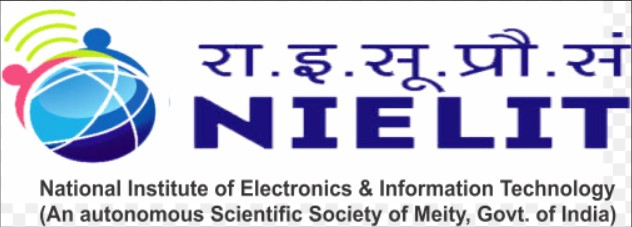 रा.इ.सू.प्रौ.सं
NIELIT
National Institute of Electronics & Information Technology
(An autonomous Scientific Society of Meity, Govt. of India)